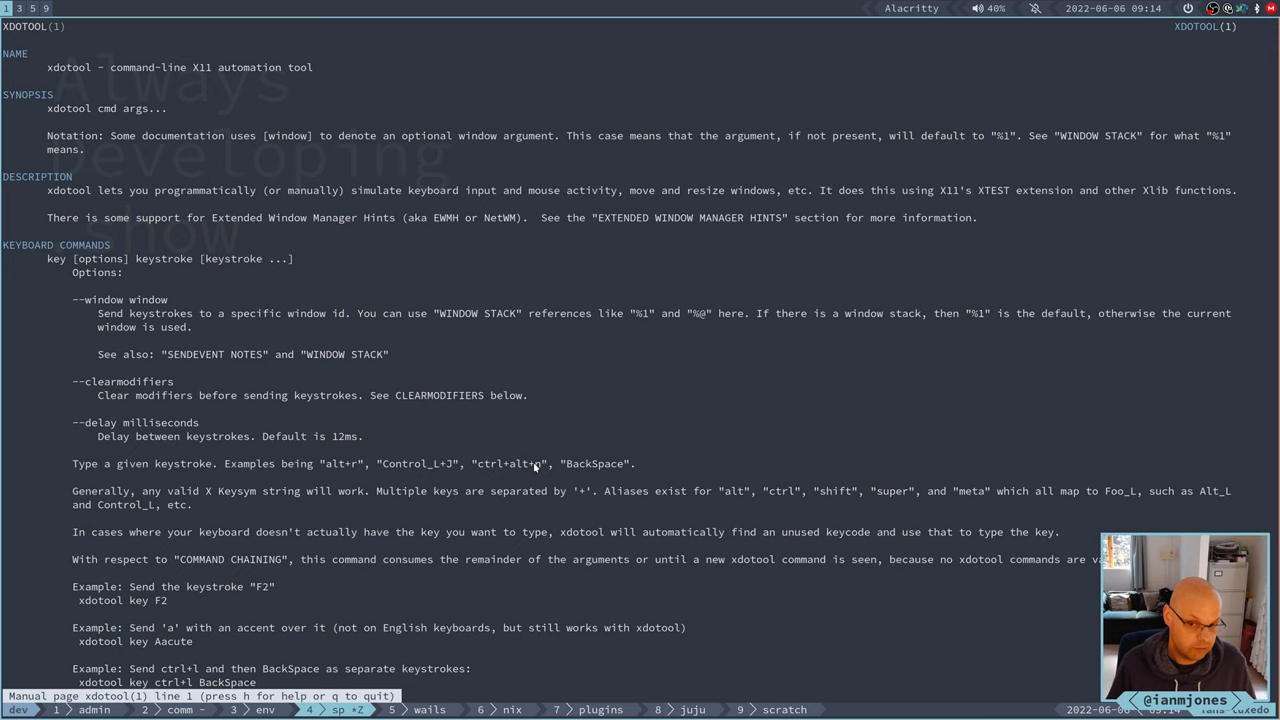 1 3 5 9 Alacritty 40% 2022-06-06 09:14
XDOTOOL(1) XDOTOOL(1)
NAME
xdotool - command-line X11 automation tool
Always
SYNOPSIS
xdotool cmd args...
Notation: Some documentation uses [window] to denote an optional window argument. This case means that the argument, if not present, will default to "%1". See "WINDOW STACK" for what "%1"
means.
Developing
DESCRIPTION
xdotool lets you programmatically (or manually) simulate keyboard input and mouse activity, move and resize windows, etc. It does this using X11's XTEST extension and other Xlib functions.
There is some support for Extended Window Manager Hints (aka EWMH or NetWM). See the "EXTENDED WINDOW MANAGER HINTS" section for more information.
show
KEYBOARD COMMANDS
key [options] keystroke [keystroke ...]
Options:
--window window
Send keystrokes to a specific window id. You can use "WINDOW STACK" references like "%1" and "%@" here. If there is a window stack, then "%1" is the default, otherwise the current
window is used.
See also: "SENDEVENT NOTES" and "WINDOW STACK"
--clearmodifiers
Clear modifiers before sending keystrokes. See CLEARMODIFIERS below.
--delay milliseconds
Delay between keystrokes. Default is 12ms.
Type a given keystroke. Examples being "alt+r", "Control_L+J", "ctrl+alt+n", "BackSpace".
Generally, any valid X Keysym string will work. Multiple keys are separated by '+'. Aliases exist for "alt", "ctrl", "shift", "super", and "meta" which all map to Foo_L, such as Alt_L
and Control_L, etc.
In cases where your keyboard doesn't actually have the key you want to type, xdotool will automatically find an unused keycode and use that to type the key.
With respect to "COMMAND CHAINING", this command consumes the remainder of the arguments or until a new xdotool command is seen, because no xdotool commands are
Example: Send the keystroke "F2"
xdotool key F2
Example: Send 'a' with an accent over it (not on English keyboards, but still works with xdotool)
xdotool key Aacute
Example: Send ctrl+l and then BackSpace as separate keystrokes:
xdotool key ctrl+l BackSpace
Manual page xdotool(1) line 1 (press h for help or q to quit)
@ianmjones
dev 1 admin 2 comm - 3 env 4 sp *Z 5 wails 6 nix 7 plugins 8 juju 9 scratch 2022-06-06